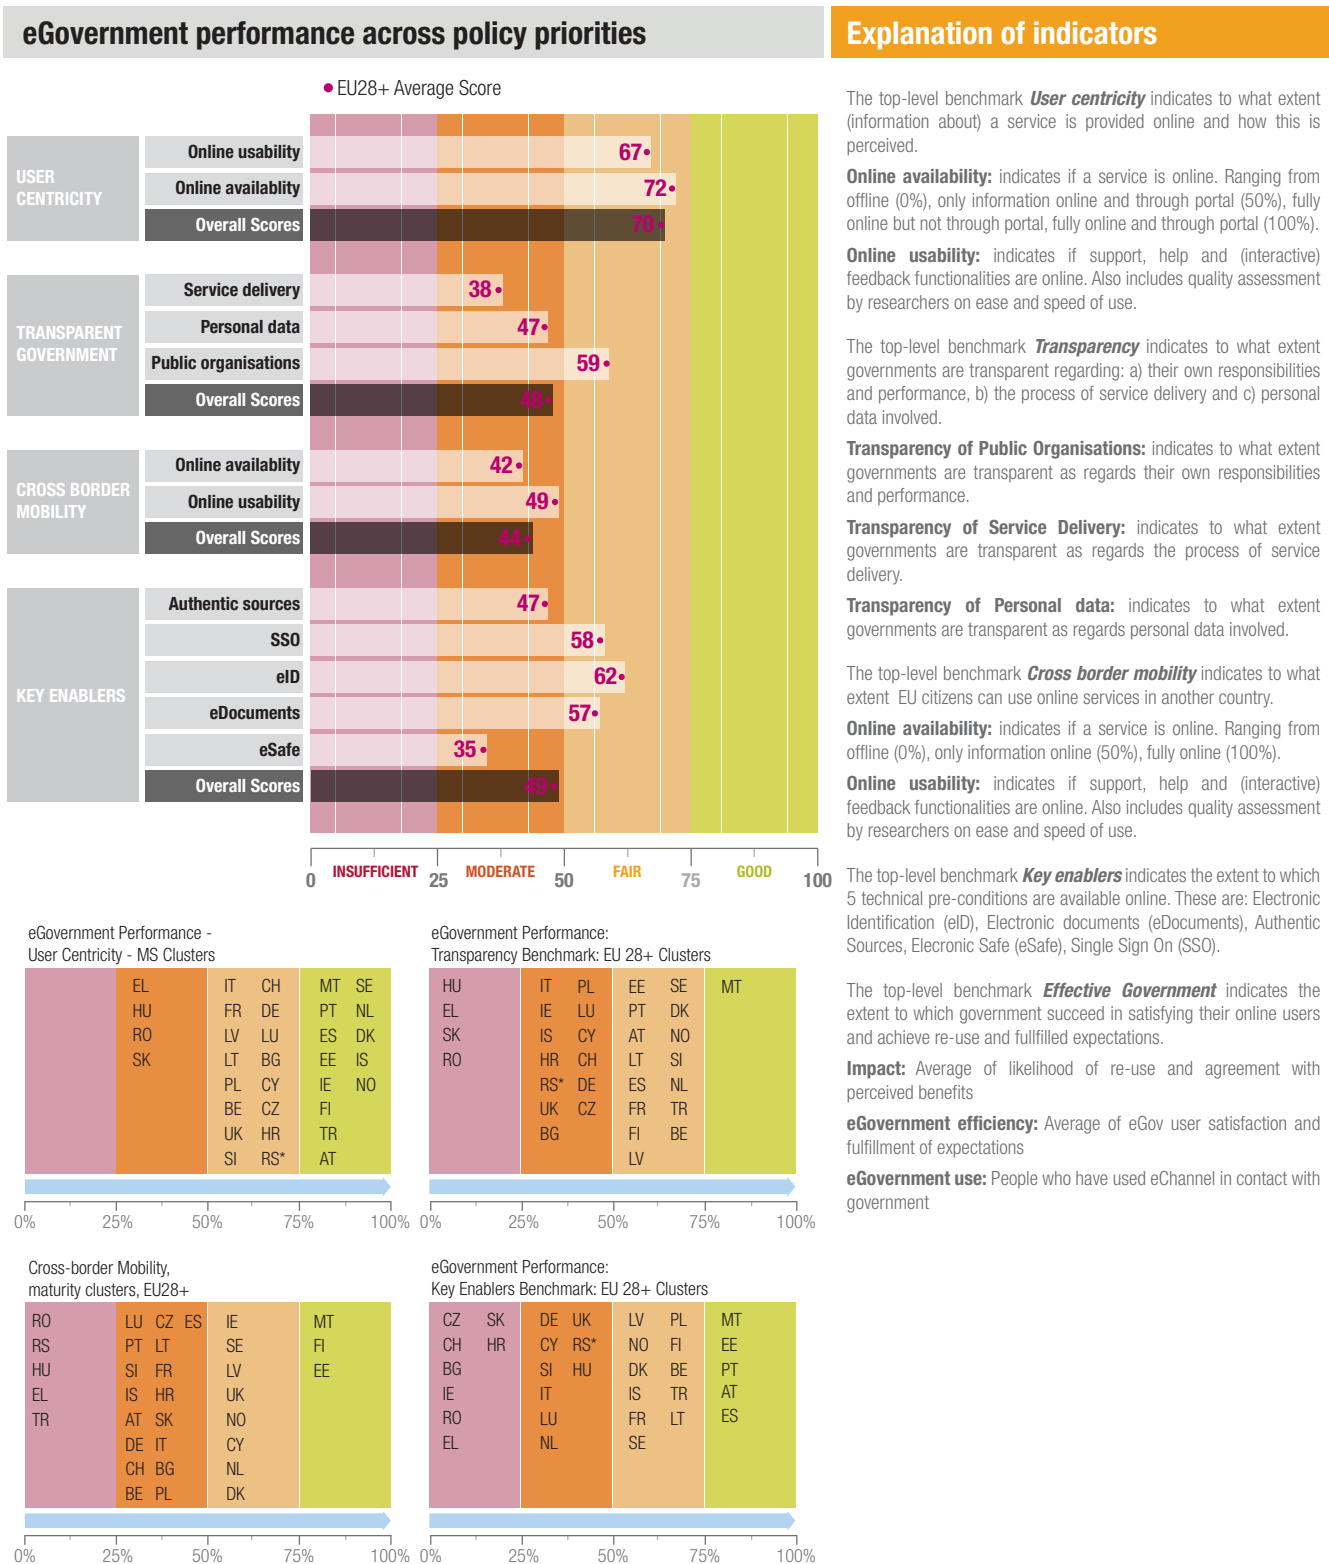 eGovernment performance across policy priorities
EU28+ Average Score
USER
CENTRICITY
Online usability 67
Online availablity 72
Overall Scores 70
TRANSPARENT
GOVERNMENT
Service delivery 38
Personal data 47
Public organisations 59
Overall Scores 48
CROSS BORDER
MOBILITY
Online availablity 42
Online usability 49
Overall Scores 44
KEY ENABLERS
Authentic sources 47
SSO 58
eID 62
eDocuments 57
eSafe 35
Overall Scores 49
INSUFFICIENT MODERATE FAIR GOOD
0 25 50 75 100
eGovernment Performance -
User Centricity - MS Clusters
EL IT CH MT SE
HU FR DE PT NL
RO LV LU ES DK
SK LT BG EE IS
PL CY IE NO
BE CZ FI
UK HR TR
SI RS* AT
0% 25% 50% 75% 100%
eGovernment Performance:
Transparency Benchmark: EU 28+ Clusters
HU IT PL EE SE MT
EL IE LU PT DK
SK IS CY AT NO
RO HR CH LT SI
RS* DE ES NL
UK CZ FR TR
BG FI BE
LV
0% 25% 50% 75% 100%
Cross-border Mobility,
maturity clusters, EU28+
RO LU CZ ES IE MT
RS PT LT SE FI
HU SI FR LV EE
EL IS HR UK
TR AT SK NO
DE IT CY
CH BG NL
BE PL DK
0% 25% 50% 75% 100%
eGovernment Performance:
Key Enablers Benchmark: EU 28+ Clusters
CZ SK DE UK LV PL MT
CH HR CY RS* NO FI EE
BG SI HU DK BE PT
IE IT IS TR AT
RO LU FR LT ES
EL NL SE
0% 25% 50% 75% 100%
Explanation of indicators
The top-level benchmark User centricity indicates to what extent
(information about) a service is provided online and how this is
perceived.
Online availability: indicates if a service is online. Ranging from
offline (0%), only information online and through portal (50%), fully
online but not through portal, fully online and through portal (100%).
Online usability: indicates if support, help and (interactive)
feedback functionalities are online. Also includes quality assessment
by researchers on ease and speed of use.
The top-level benchmark Transparency indicates to what extent
governments are transparent regarding: a) their own responsibilities
and performance, b) the process of service delivery and c) personal
data involved.
Transparency of Public Organisations: indicates to what extent
governments are transparent as regards their own responsibilities
and performance.
Transparency of Service Delivery: indicates to what extent
governments are transparent as regards the process of service
delivery.
Transparency of Personal data: indicates to what extent
governments are transparent as regards personal data involved.
The top-level benchmark Cross border mobility indicates to what
extent EU citizens can use online services in another country.
Online availability: indicates if a service is online. Ranging from
offline (0%), only information online (50%), fully online (100%).
Online usability: indicates if support, help and (interactive)
feedback functionalities are online. Also includes quality assessment
by researchers on ease and speed of use.
The top-level benchmark Key enablers indicates the extent to which
5 technical pre-conditions are available online. These are: Electronic
Identification (eID), Electronic documents (eDocuments), Authentic
Sources, Elecronic Safe (eSafe), Single Sign On (SSO).
The top-level benchmark Effective Government indicates the
extent to which government succeed in satisfying their online users
and achieve re-use and fullfilled expectations.
Impact: Average of likelihood of re-use and agreement with
perceived benefits
eGovernment efficiency: Average of eGov user satisfaction and
fulfillment of expectations
eGovernment use: People who have used eChannel in contact with
government